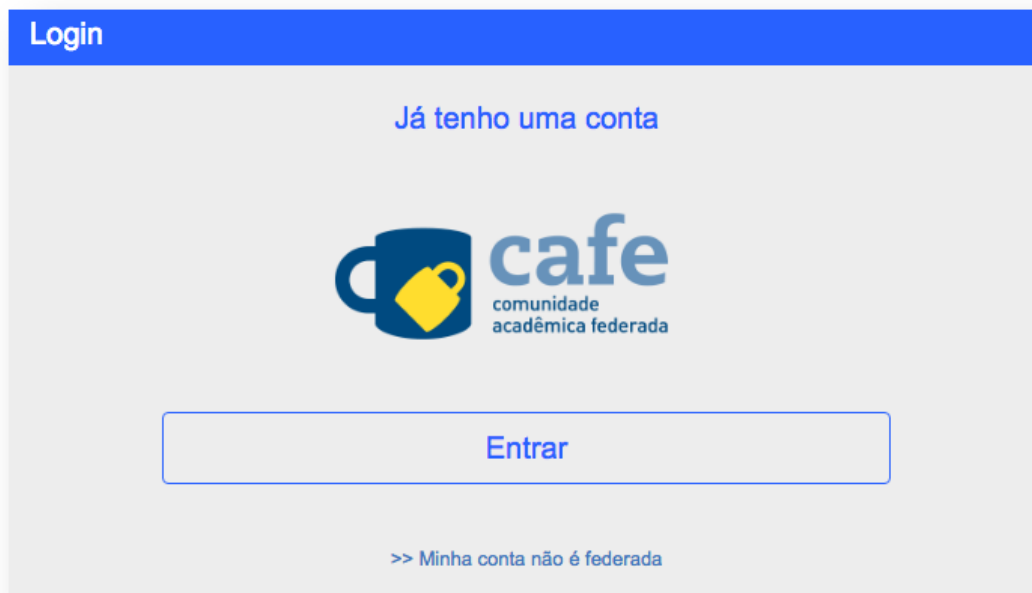 Login
Já tenho uma conta
cafe
comunidade
acadêmica federada
Entrar
>> Minha conta não é federada